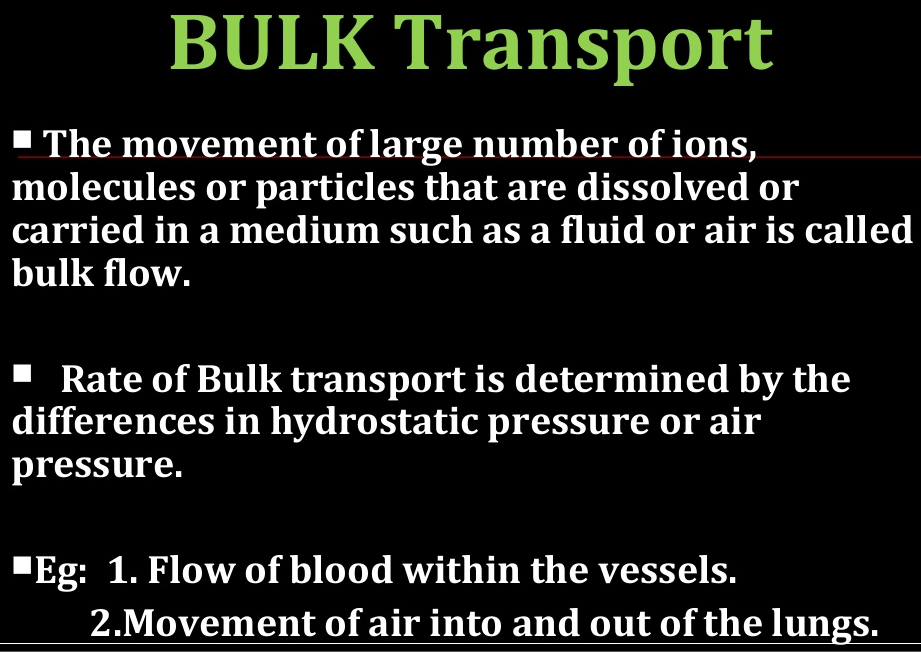 BULK Transport
▪ The movement of large number of ions,
molecules or particles that are dissolved or
carried in a medium such as a fluid or air is called
bulk flow.
▪ Rate of Bulk transport is determined by the
differences in hydrostatic pressure or air
pressure.
▪Eg: 1. Flow of blood within the vessels.
2.Movement of air into and out of the lungs.